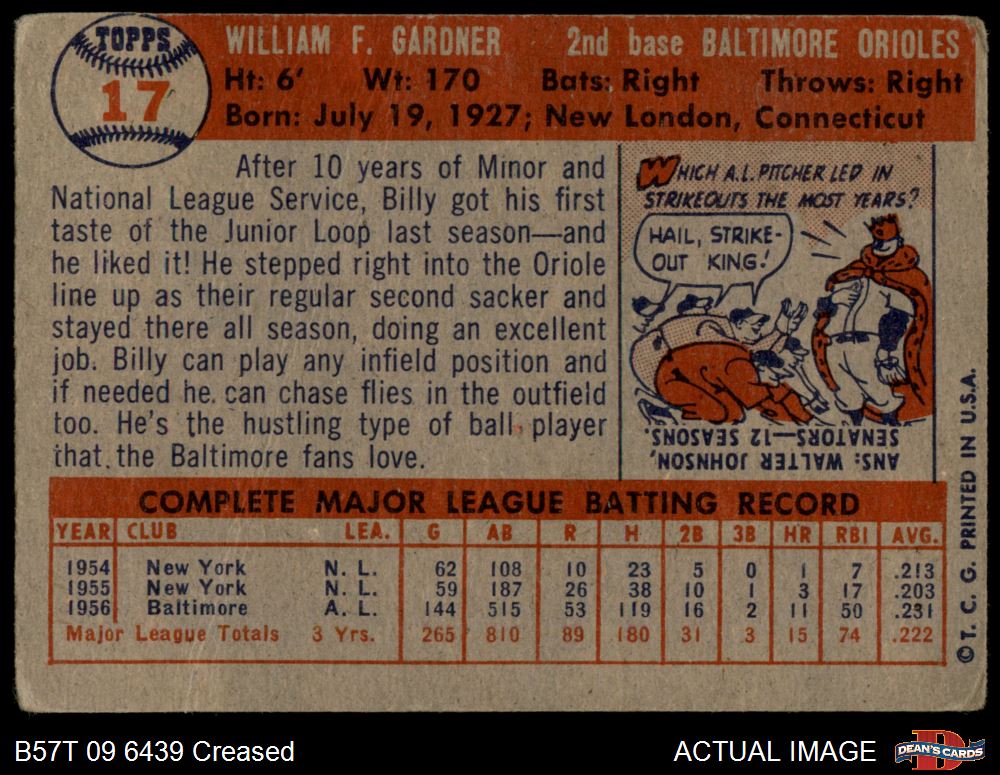 TOPPS
17
WILLIAM F. GARDNER 2nd base BALTIMORE ORIOLES
Ht: 6' Wt: 170 Bats: Right Throws: Right
Born: July 19, 1927; New London, Connecticut
After 10 years of Minor and
National League Service, Billy got his first
taste of the Junior Loop last season—and
he liked it! He stepped right into the Oriole
line up as their regular second sacker and
stayed there all season, doing an excellent
job. Billy can play any infield position and
if needed he can chase flies in the outfield
too. He's the hustling type of ball player
that the Baltimore fans love.
WHICH A.L. PITCHER LED IN
STRIKEOUTS THE MOST YEARS?
HAIL, STRIKE-
OUT KING!
ANS: WALTER JOHNSON,
SENATORS—12 SEASONS.
COMPLETE MAJOR LEAGUE BATTING RECORD
YEAR CLUB LEA. G AB R H 2B 3B HR RBI AVG.
1954 New York N. L. 62 108 10 23 5 0 1 7 .213
1955 New York N. L. 59 187 26 38 10 1 3 17 .203
1956 Baltimore A. L. 144 515 53 119 16 2 11 50 .231
Major League Totals 3 Yrs. 265 810 89 180 31 3 15 74 .222
© T. C. G. PRINTED IN U.S.A.
B57T 09 6439 Creased
ACTUAL IMAGE
DEAN'S CARDS